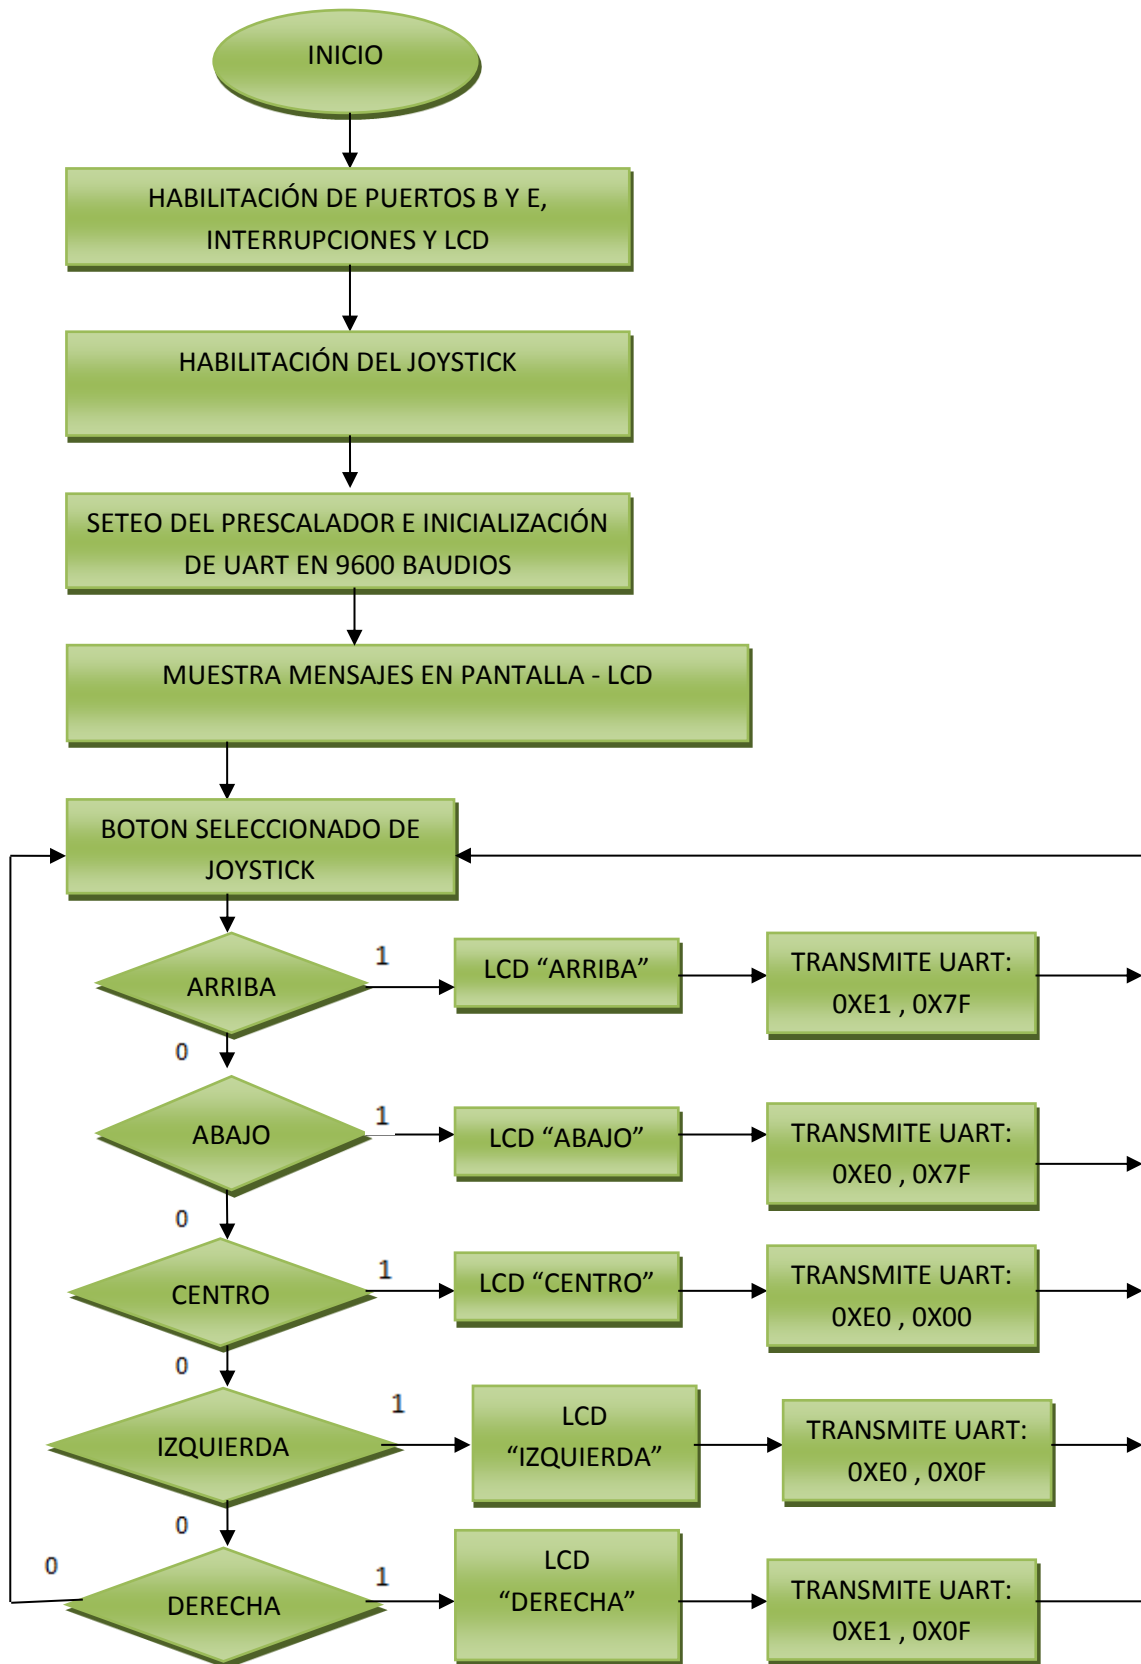 INICIO
HABILITACIÓN DE PUERTOS B Y E,
INTERRUPCIONES Y LCD
HABILITACIÓN DEL JOYSTICK
SETEO DEL PRESCALADOR E INICIALIZACIÓN
DE UART EN 9600 BAUDIOS
MUESTRA MENSAJES EN PANTALLA - LCD
BOTON SELECCIONADO DE
JOYSTICK
ARRIBA
1
LCD “ARRIBA”
TRANSMITE UART:
0XE1 , 0X7F
0
ABAJO
1
LCD “ABAJO”
TRANSMITE UART:
0XE0 , 0X7F
0
CENTRO
1
LCD “CENTRO”
TRANSMITE UART:
0XE0 , 0X00
0
IZQUIERDA
1
LCD
“IZQUIERDA”
TRANSMITE UART:
0XE0 , 0X0F
0
0
DERECHA
1
LCD
“DERECHA”
TRANSMITE UART:
0XE1 , 0X0F